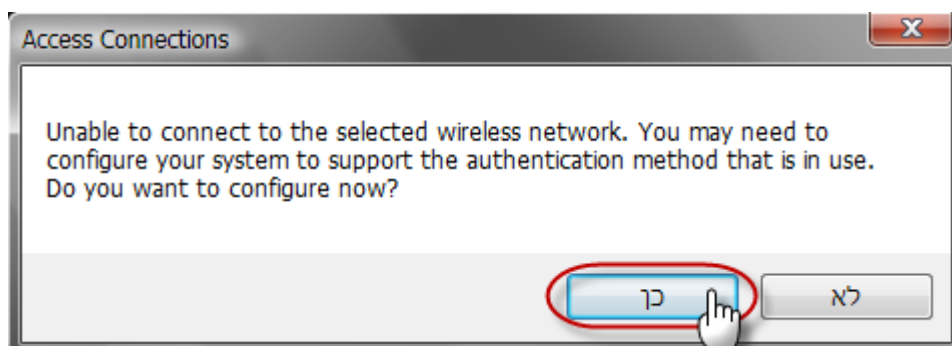 Access Connections
Unable to connect to the selected wireless network. You may need to
configure your system to support the authentication method that is in use.
Do you want to configure now?
כן
לא